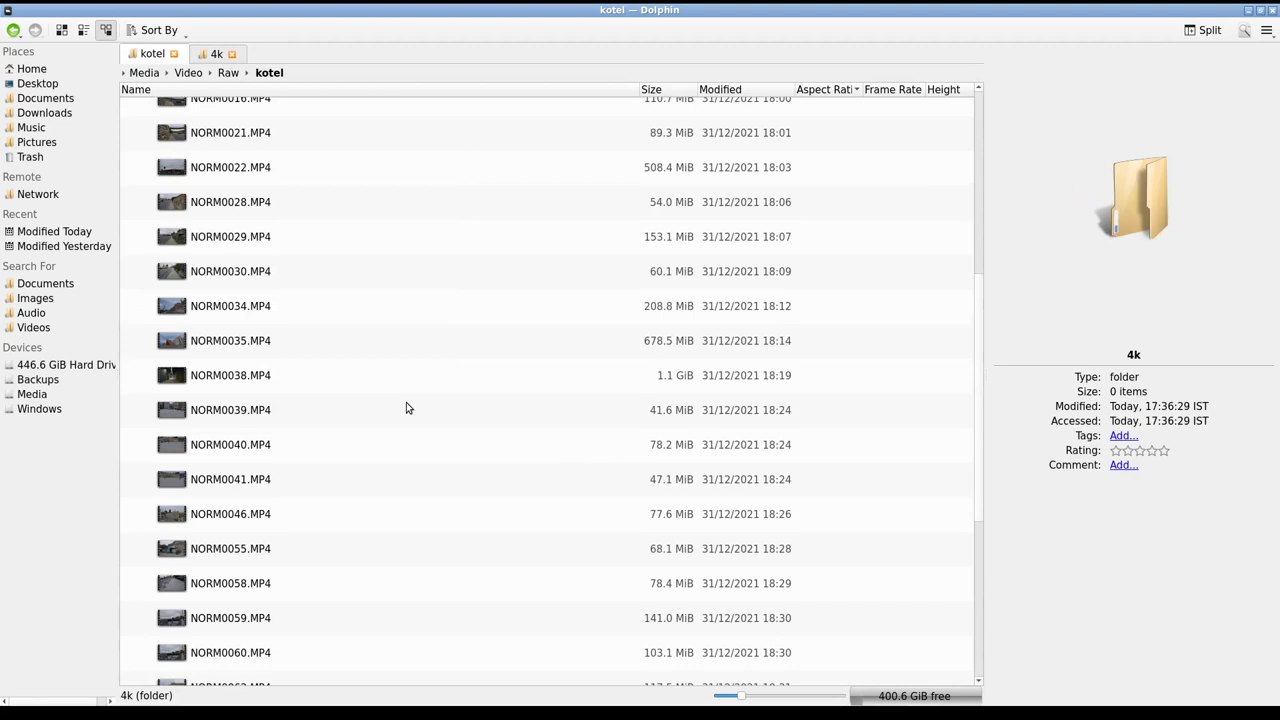 kotel — Dolphin
Sort By
Split
Places
Home
Desktop
Documents
Downloads
Music
Pictures
Trash
Remote
Network
Recent
Modified Today
Modified Yesterday
Search For
Documents
Images
Audio
Videos
Devices
446.6 GiB Hard Driv
Backups
Media
Windows
kotel
4k
Media Video Raw kotel
Name Size Modified Aspect Rati Frame Rate Height
NORM0016.MP4 110.7 MiB 31/12/2021 18:00
NORM0021.MP4 89.3 MiB 31/12/2021 18:01
NORM0022.MP4 508.4 MiB 31/12/2021 18:03
NORM0028.MP4 54.0 MiB 31/12/2021 18:06
NORM0029.MP4 153.1 MiB 31/12/2021 18:07
NORM0030.MP4 60.1 MiB 31/12/2021 18:09
NORM0034.MP4 208.8 MiB 31/12/2021 18:12
NORM0035.MP4 678.5 MiB 31/12/2021 18:14
NORM0038.MP4 1.1 GiB 31/12/2021 18:19
NORM0039.MP4 41.6 MiB 31/12/2021 18:24
NORM0040.MP4 78.2 MiB 31/12/2021 18:24
NORM0041.MP4 47.1 MiB 31/12/2021 18:24
NORM0046.MP4 77.6 MiB 31/12/2021 18:26
NORM0055.MP4 68.1 MiB 31/12/2021 18:28
NORM0058.MP4 78.4 MiB 31/12/2021 18:29
NORM0059.MP4 141.0 MiB 31/12/2021 18:30
NORM0060.MP4 103.1 MiB 31/12/2021 18:30
4k (folder)
400.6 GiB free
4k
Type: folder
Size: 0 items
Modified: Today, 17:36:29 IST
Accessed: Today, 17:36:29 IST
Tags: Add...
Rating:
Comment: Add...